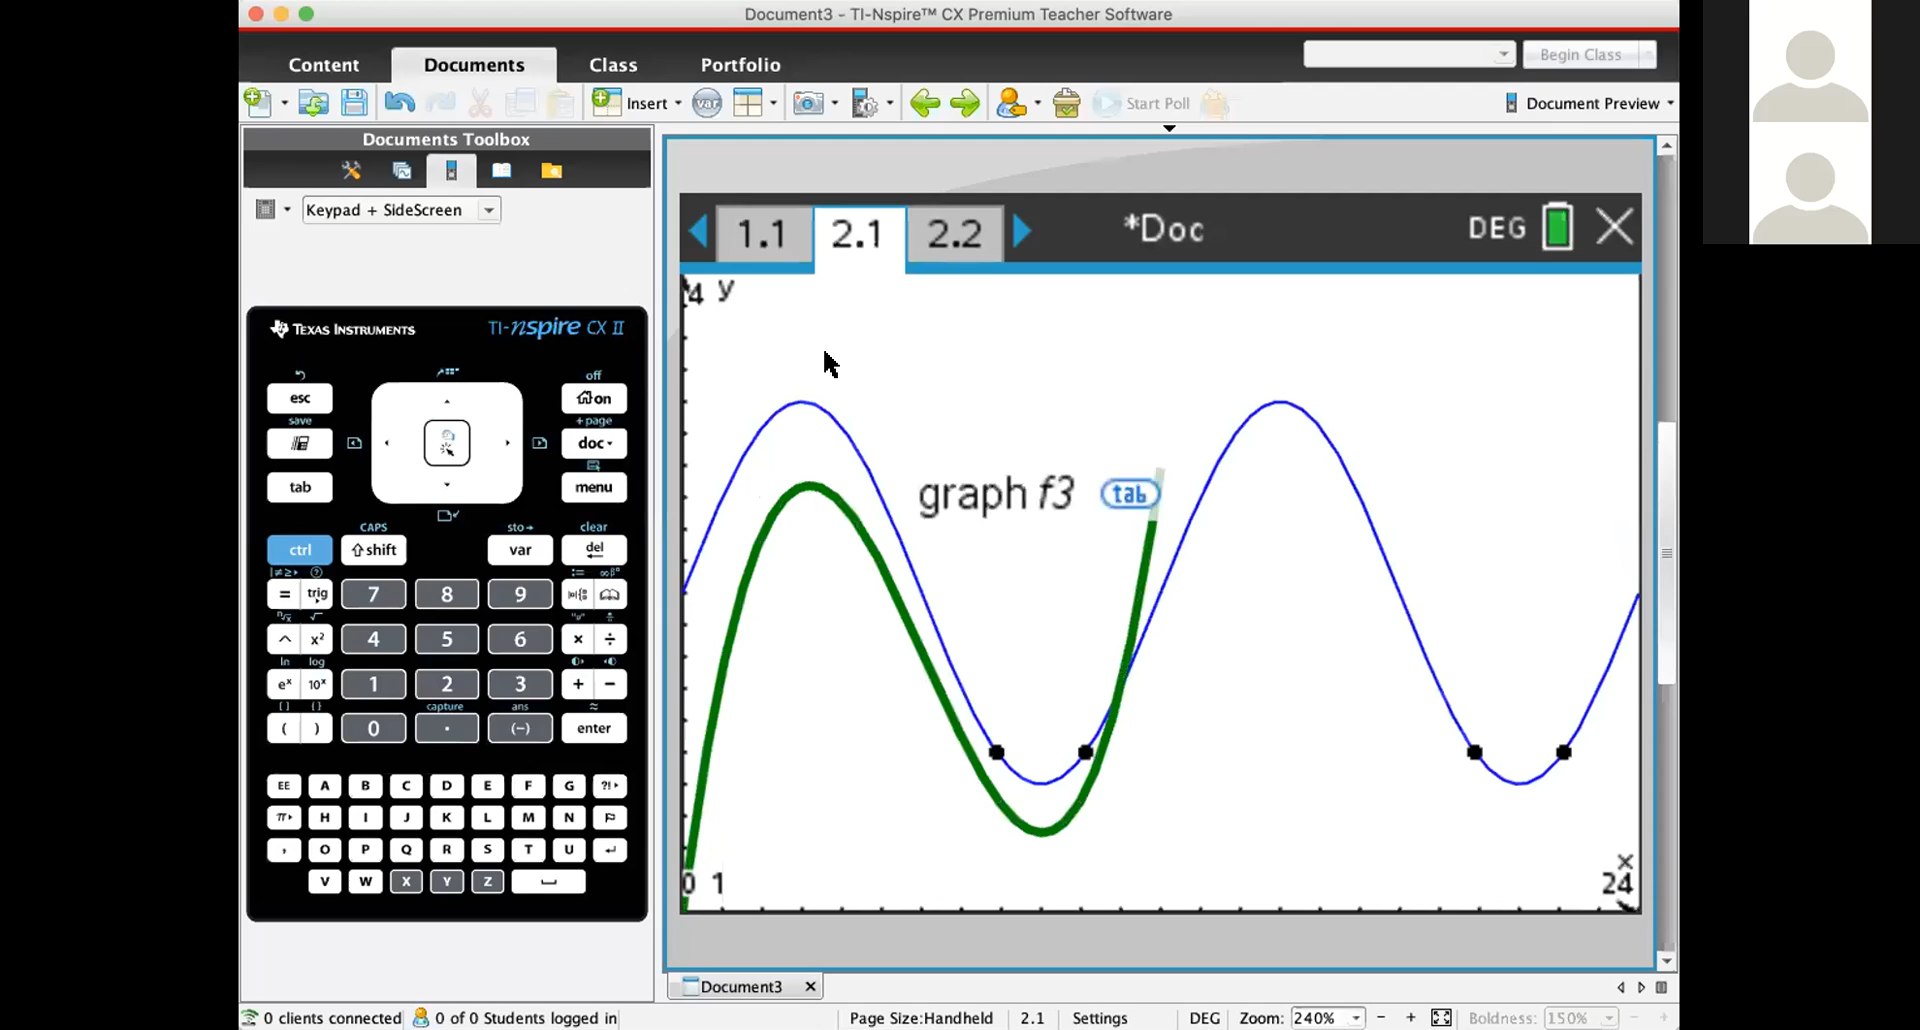 Document3 - TI-Nspire™ CX Premium Teacher Software
Content Documents Class Portfolio Begin Class
Insert var Start Poll Document Preview
Documents Toolbox
Keypad + SideScreen
1.1 2.1 2.2 *Doc DEG
4 y
graph f3 tab
0 1 24 x
TEXAS INSTRUMENTS TI-nspire CX II
off
esc on
save + page
doc
tab menu
CAPS sto→ clear
ctrl shift var del
= trig 7 8 9
^ x² 4 5 6 × ÷
ln log
eˣ 10ˣ 1 2 3 + −
[ ] { } capture ans ≈
( ) 0 . (−) enter
EE A B C D E F G ?!▸
π▸ H I J K L M N
, O P Q R S T U
V W X Y Z
Document3
0 clients connected 0 of 0 Students logged in Page Size:Handheld 2.1 Settings DEG Zoom: 240% − + Boldness: 150% − +